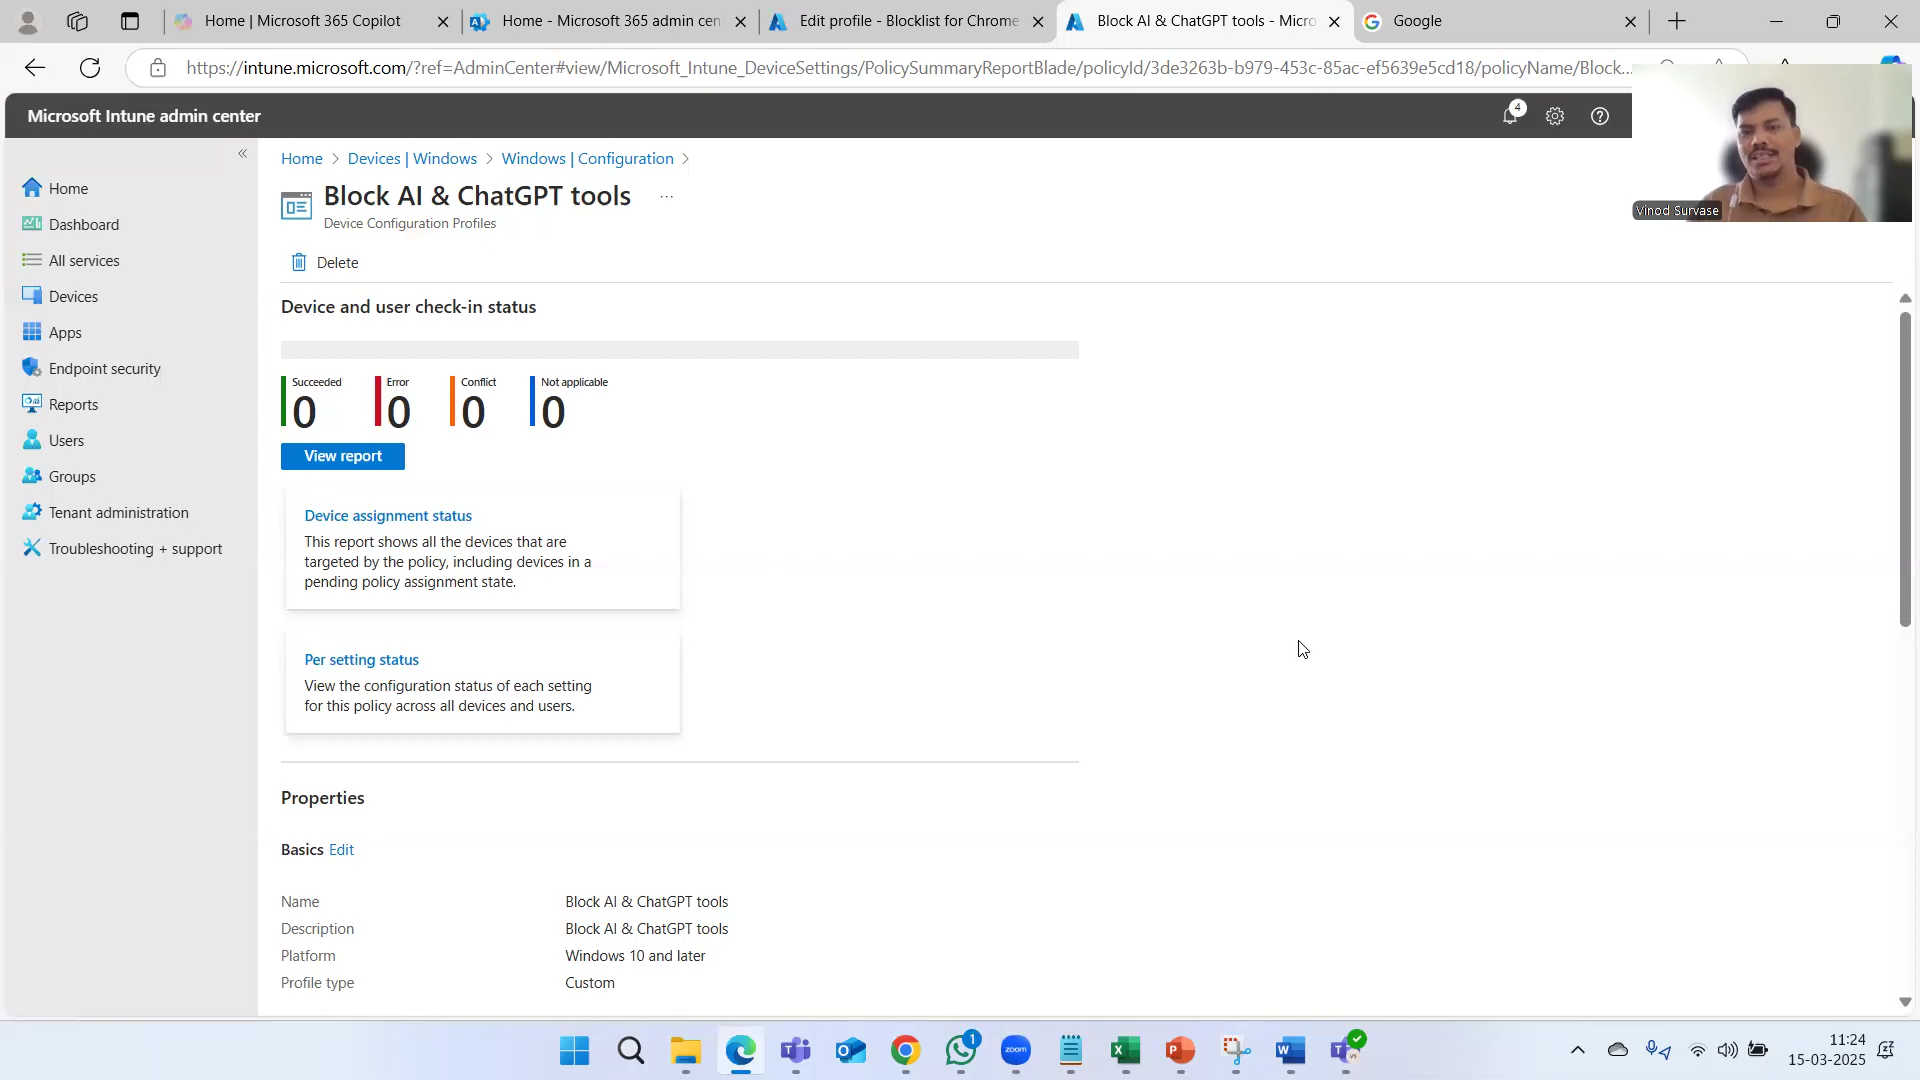 Home | Microsoft 365 Copilot
Home - Microsoft 365 admin cen
Edit profile - Blocklist for Chrome
Block AI & ChatGPT tools - Micro
Google
https://intune.microsoft.com/?ref=AdminCenter#view/Microsoft_Intune_DeviceSettings/PolicySummaryReportBlade/policyId/3de3263b-b979-453c-85ac-ef5639e5cd18/policyName/Block...
Microsoft Intune admin center
4
Vinod Survase
Home
Dashboard
All services
Devices
Apps
Endpoint security
Reports
Users
Groups
Tenant administration
Troubleshooting + support
Home > Devices | Windows > Windows | Configuration >
Block AI & ChatGPT tools ...
Device Configuration Profiles
Delete
Device and user check-in status
Succeeded Error Conflict Not applicable
0 0 0 0
View report
Device assignment status
This report shows all the devices that are
targeted by the policy, including devices in a
pending policy assignment state.
Per setting status
View the configuration status of each setting
for this policy across all devices and users.
Properties
Basics Edit
Name Block AI & ChatGPT tools
Description Block AI & ChatGPT tools
Platform Windows 10 and later
Profile type Custom
1
zoom
11:24
15-03-2025